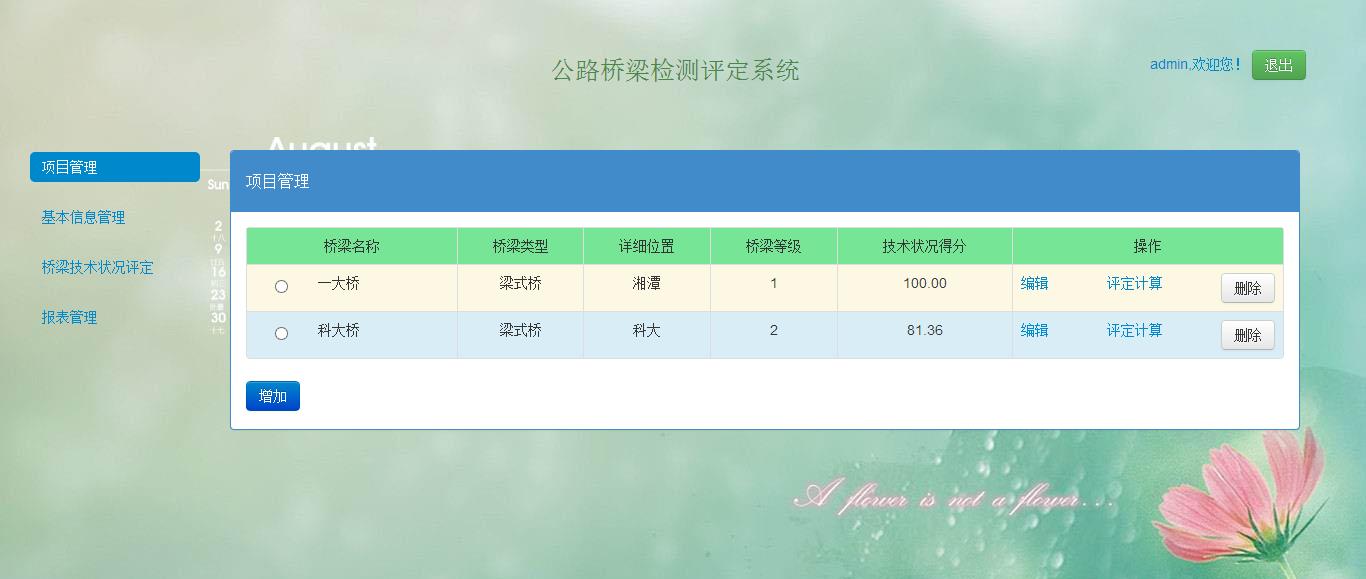 公路桥梁检测评定系统
admin,欢迎您! 退出
August
项目管理
基本信息管理
桥梁技术状况评定
报表管理
Sun
2
十八
9
16
23
30
十七
项目管理
桥梁名称 桥梁类型 详细位置 桥梁等级 技术状况得分 操作
一大桥 梁式桥 湘潭 1 100.00 编辑 评定计算 删除
科大桥 梁式桥 科大 2 81.36 编辑 评定计算 删除
增加
A flower is not a flower...